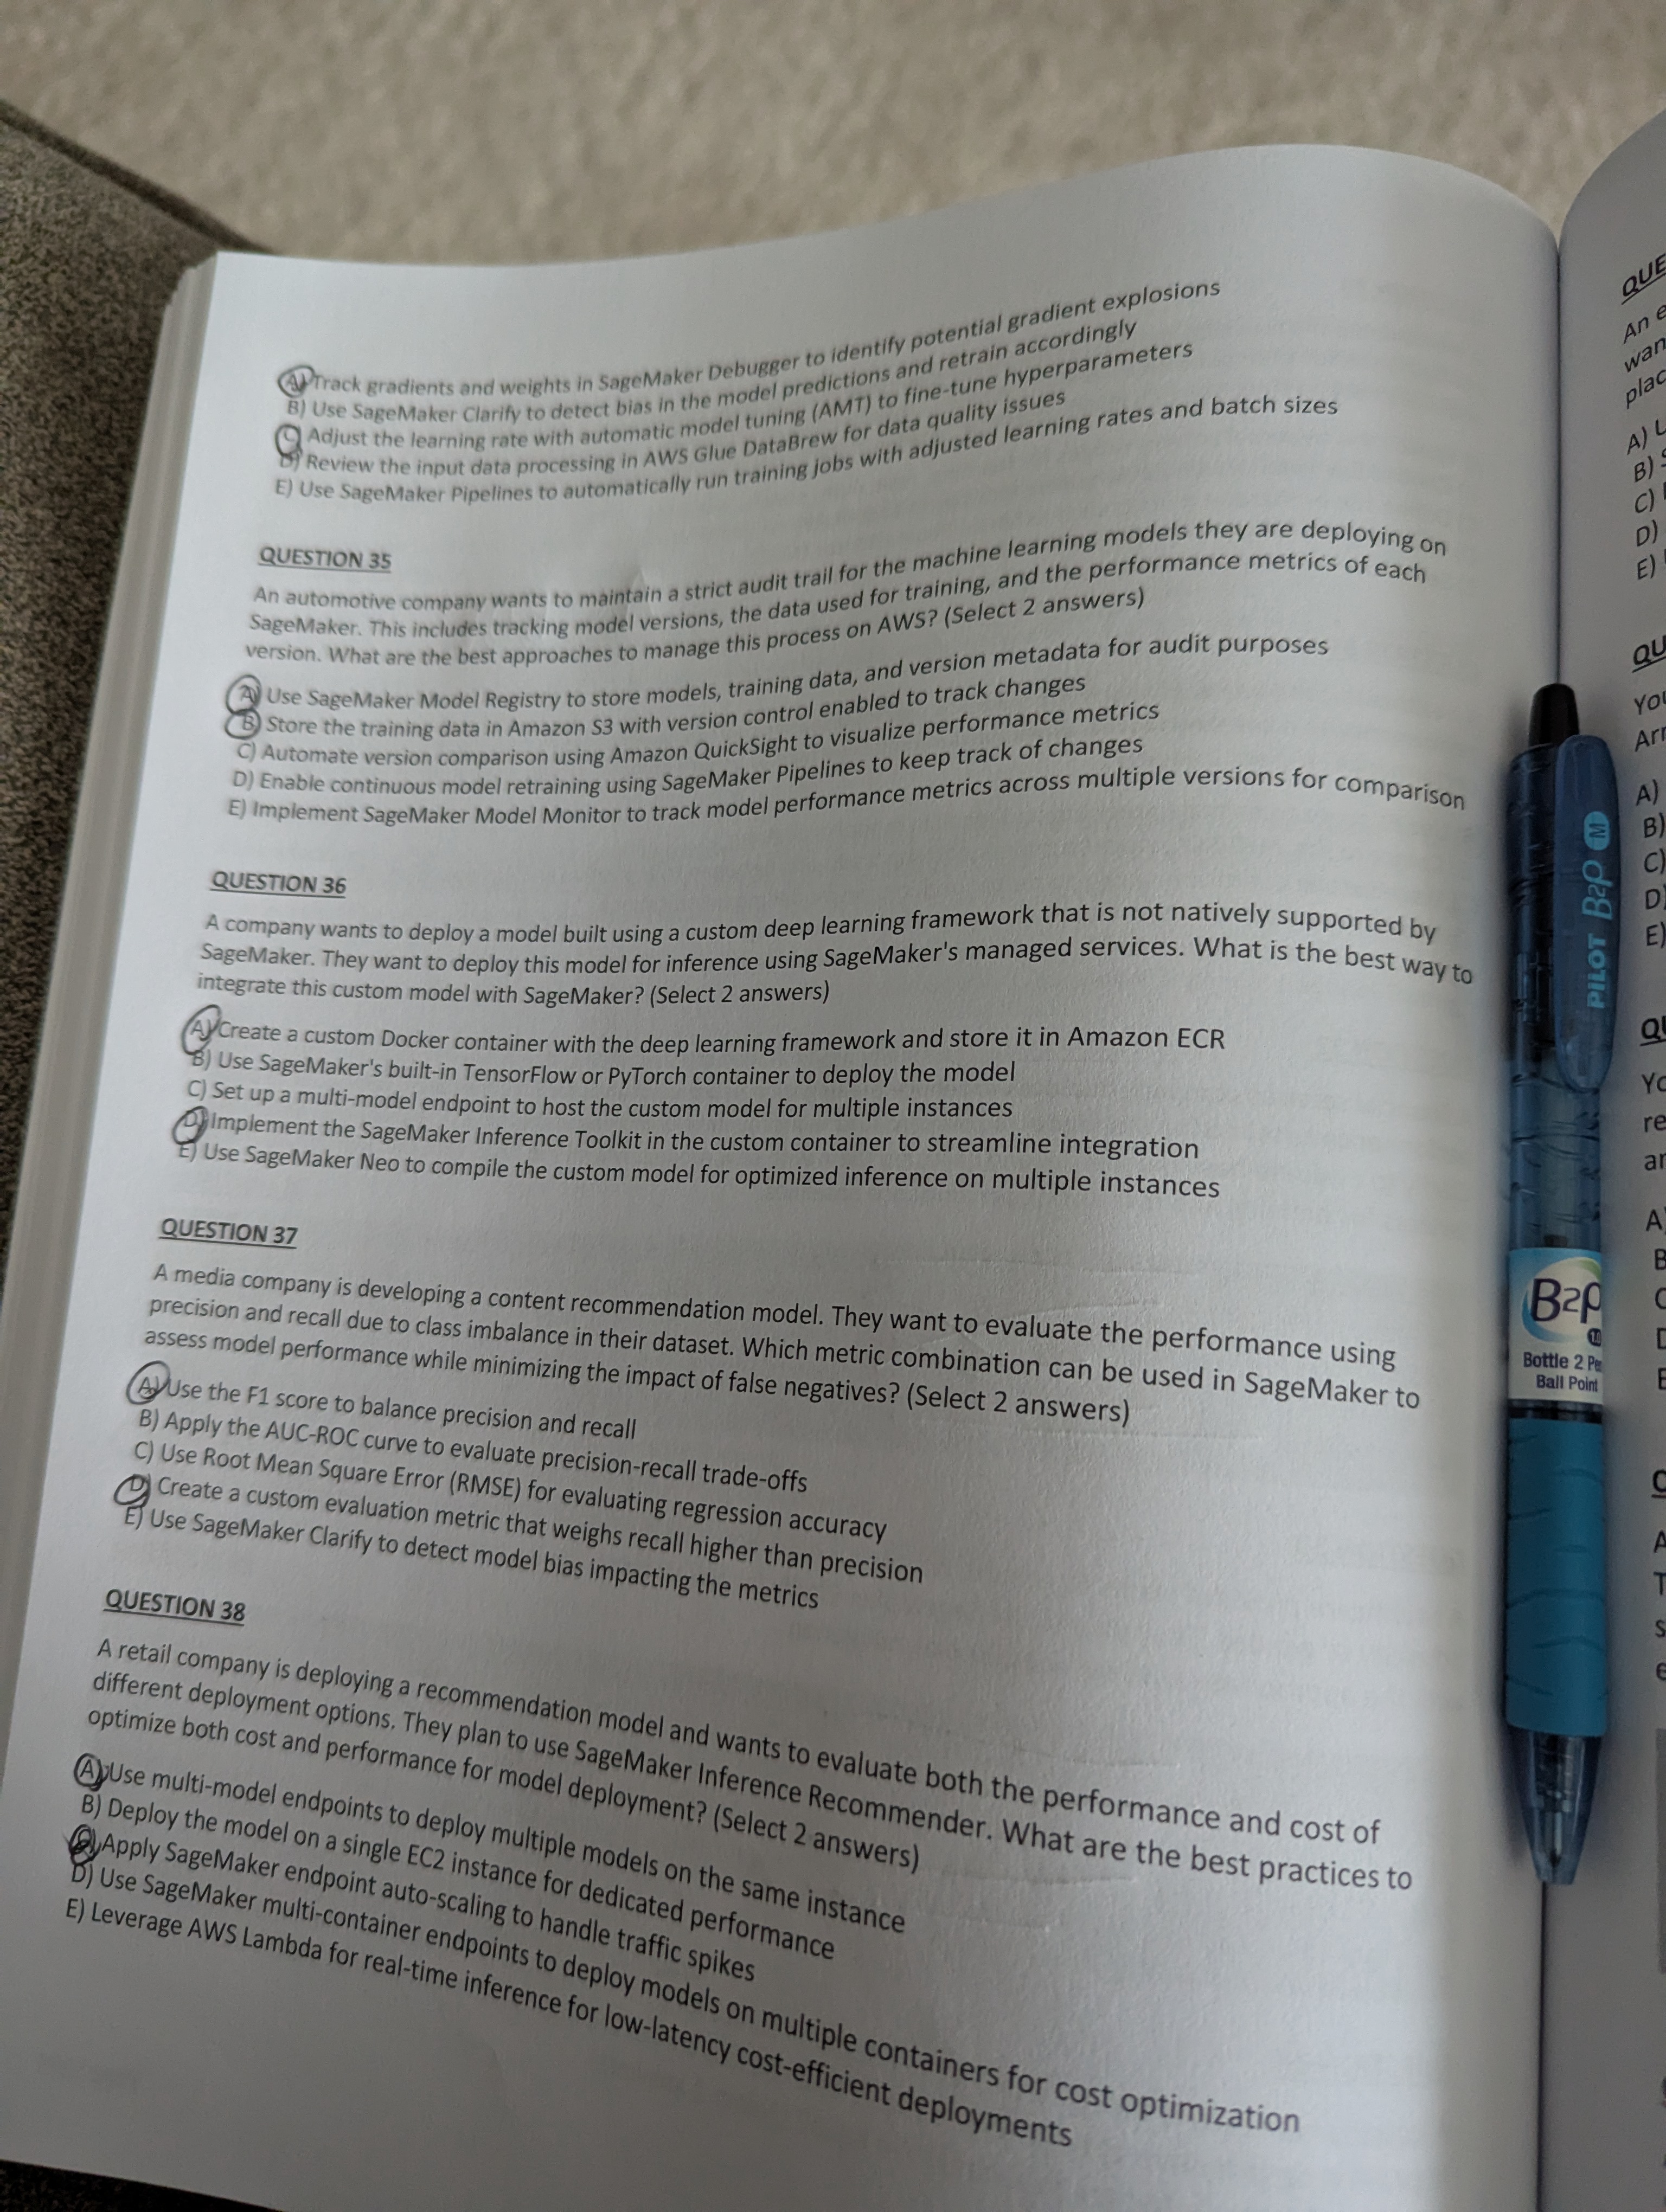 A) Track gradients and weights in SageMaker Debugger to identify potential gradient explosions
B) Use SageMaker Clarify to detect bias in the model predictions and retrain accordingly
C) Adjust the learning rate with automatic model tuning (AMT) to fine-tune hyperparameters
D) Review the input data processing in AWS Glue DataBrew for data quality issues
E) Use SageMaker Pipelines to automatically run training jobs with adjusted learning rates and batch sizes
QUESTION 35
An automotive company wants to maintain a strict audit trail for the machine learning models they are deploying on
SageMaker. This includes tracking model versions, the data used for training, and the performance metrics of each
version. What are the best approaches to manage this process on AWS? (Select 2 answers)
A) Use SageMaker Model Registry to store models, training data, and version metadata for audit purposes
B) Store the training data in Amazon S3 with version control enabled to track changes
C) Automate version comparison using Amazon QuickSight to visualize performance metrics
D) Enable continuous model retraining using SageMaker Pipelines to keep track of changes
E) Implement SageMaker Model Monitor to track model performance metrics across multiple versions for comparison
QUESTION 36
A company wants to deploy a model built using a custom deep learning framework that is not natively supported by
SageMaker. They want to deploy this model for inference using SageMaker's managed services. What is the best way to
integrate this custom model with SageMaker? (Select 2 answers)
A) Create a custom Docker container with the deep learning framework and store it in Amazon ECR
B) Use SageMaker's built-in TensorFlow or PyTorch container to deploy the model
C) Set up a multi-model endpoint to host the custom model for multiple instances
D) Implement the SageMaker Inference Toolkit in the custom container to streamline integration
E) Use SageMaker Neo to compile the custom model for optimized inference on multiple instances
QUESTION 37
A media company is developing a content recommendation model. They want to evaluate the performance using
precision and recall due to class imbalance in their dataset. Which metric combination can be used in SageMaker to
assess model performance while minimizing the impact of false negatives? (Select 2 answers)
A) Use the F1 score to balance precision and recall
B) Apply the AUC-ROC curve to evaluate precision-recall trade-offs
C) Use Root Mean Square Error (RMSE) for evaluating regression accuracy
D) Create a custom evaluation metric that weighs recall higher than precision
E) Use SageMaker Clarify to detect model bias impacting the metrics
QUESTION 38
A retail company is deploying a recommendation model and wants to evaluate both the performance and cost of
different deployment options. They plan to use SageMaker Inference Recommender. What are the best practices to
optimize both cost and performance for model deployment? (Select 2 answers)
A) Use multi-model endpoints to deploy multiple models on the same instance
B) Deploy the model on a single EC2 instance for dedicated performance
C) Apply SageMaker endpoint auto-scaling to handle traffic spikes
D) Use SageMaker multi-container endpoints to deploy models on multiple containers for cost optimization
E) Leverage AWS Lambda for real-time inference for low-latency cost-efficient deployments
PILOT B2P M
B2P
Bottle 2
Ball Point
An
A)
B)
C)
D)
E)
A)
B)
C)
D)
E)
A)